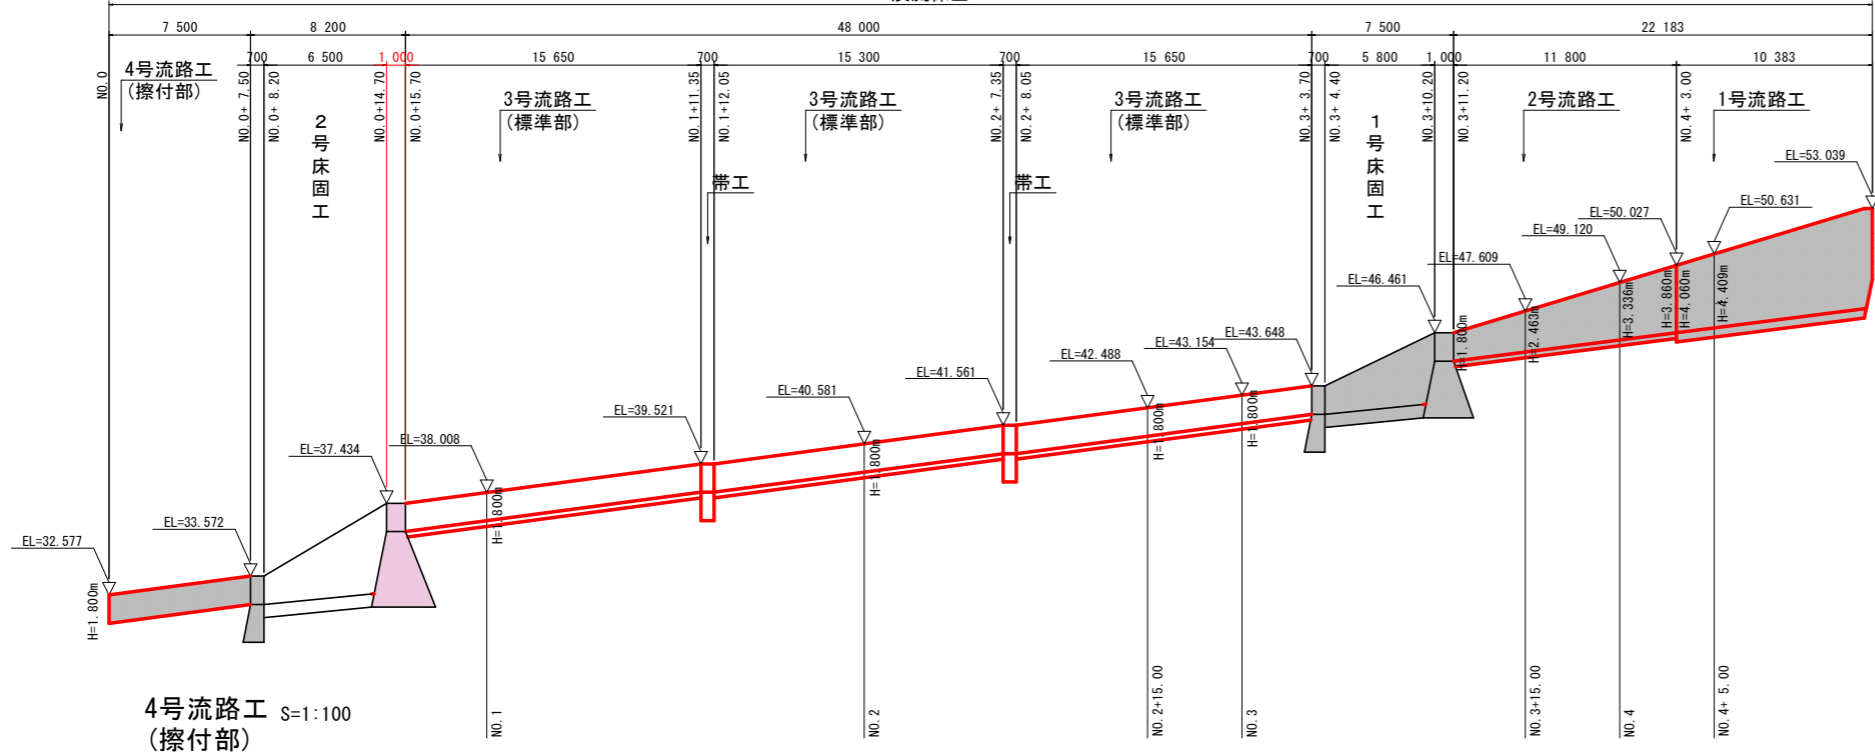 7 500
8 200
48 000
7 500
22 183
700
6 500
1,000
15 650
700
15 300
700
15 650
700
5 800
1,000
11 800
10 383
NO.0
NO.0+ 7.50
NO.0+ 8.20
NO.0+14.70
NO.0+15.70
NO.1+11.35
NO.1+12.05
NO.2+ 7.35
NO.2+ 8.05
NO.3+ 3.70
NO.3+ 4.40
NO.3+10.20
NO.3+11.20
NO.4+ 3.00
4号流路工
(擦付部)
2号床固工
3号流路工
(標準部)
3号流路工
(標準部)
3号流路工
(標準部)
1号床固工
2号流路工
1号流路工
帯工
帯工
EL=53.039
EL=50.631
EL=50.027
EL=49.120
EL=47.609
EL=46.461
EL=43.648
EL=43.154
EL=42.488
EL=41.561
EL=40.581
EL=39.521
EL=38.008
EL=37.434
EL=33.572
EL=32.577
H=1.800m
H=1.800m
H=1.800m
H=1.800m
H=1.800m
H=1.800m
H=2.463m
H=3.336m
H=3.860m
H=4.060m
H=4.409m
NO.1
NO.2
NO.2+15.00
NO.3
NO.3+15.00
NO.4
NO.4+ 5.00
4号流路工 S=1:100
(擦付部)